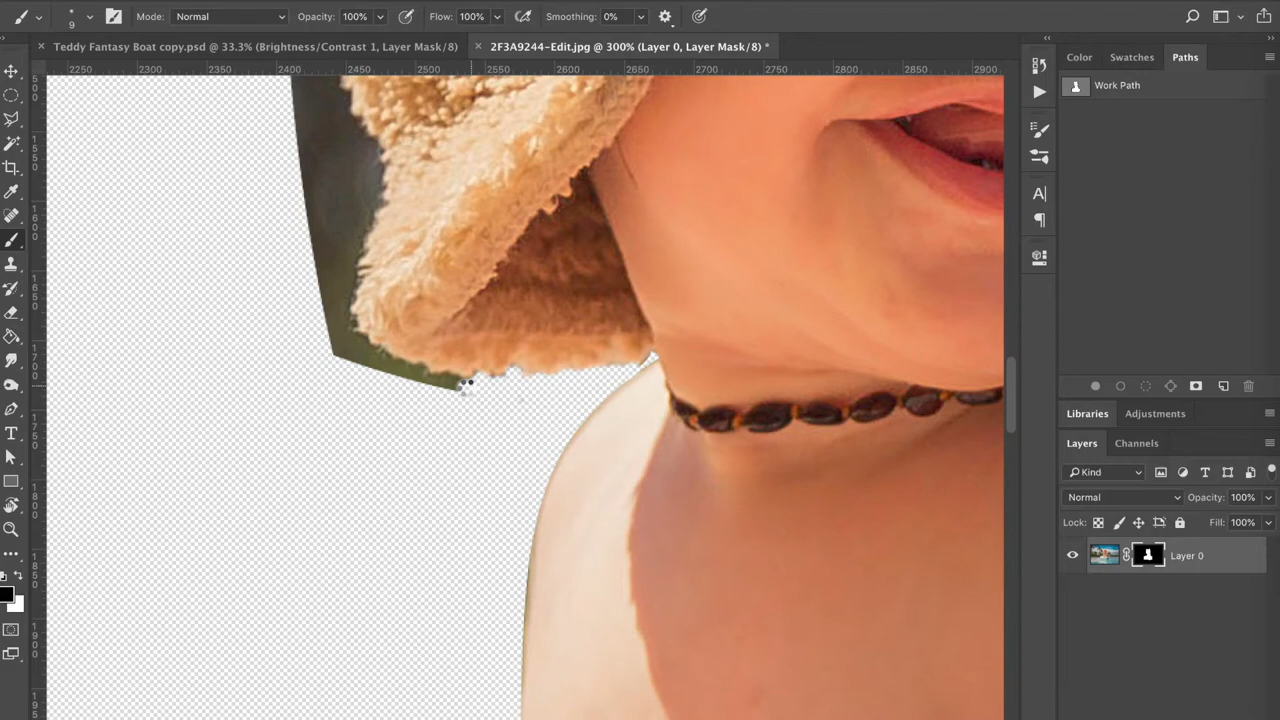 Mode: Normal Opacity: 100% Flow: 100% Smoothing: 0%
9
Teddy Fantasy Boat copy.psd @ 33.3% (Brightness/Contrast 1, Layer Mask/8) 2F3A9244-Edit.jpg @ 300% (Layer 0, Layer Mask/8) *
2250 2300 2350 2400 2450 2500 2550 2600 2650 2700 2750 2800 2850 2900
Color Swatches Paths
Work Path
Libraries Adjustments
Layers Channels
Kind
Normal Opacity: 100%
Lock: Fill: 100%
Layer 0